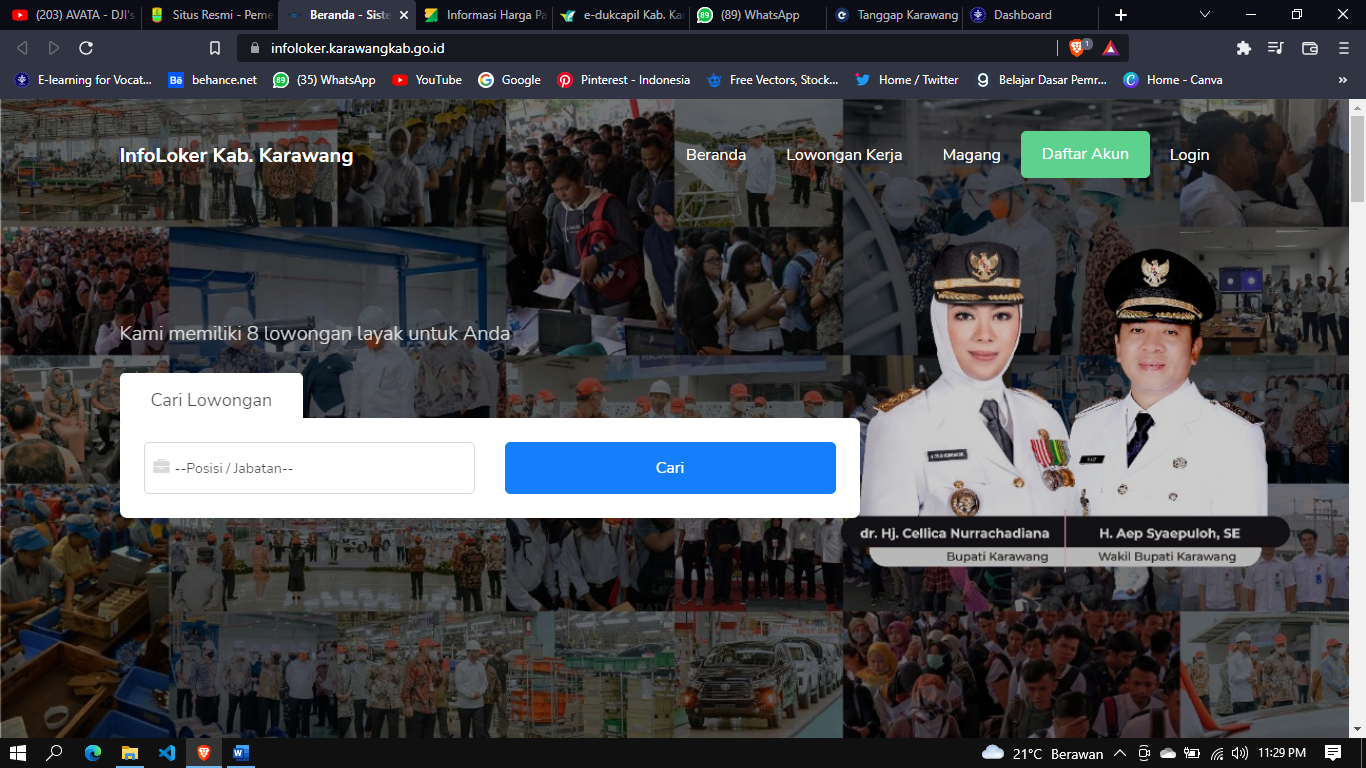 (203) AVATA - DJI's
Situs Resmi - Peme
Beranda - Siste
Informasi Harga Pa
e-dukcapil Kab. Ka
(89) WhatsApp
Tanggap Karawang
Dashboard
infoloker.karawangkab.go.id
1
E-learning for Vocat...
behance.net
(35) WhatsApp
YouTube
Google
Pinterest - Indonesia
Free Vectors, Stock...
Home / Twitter
Belajar Dasar Pemr...
Home - Canva
InfoLoker Kab. Karawang
Beranda
Lowongan Kerja
Magang
Daftar Akun
Login
Kami memiliki 8 lowongan layak untuk Anda
Cari Lowongan
--Posisi / Jabatan--
Cari
dr. Hj. Cellica Nurrachadiana
H. Aep Syaepuloh, SE
Bupati Karawang
Wakil Bupati Karawang
21°C Berawan
11:29 PM